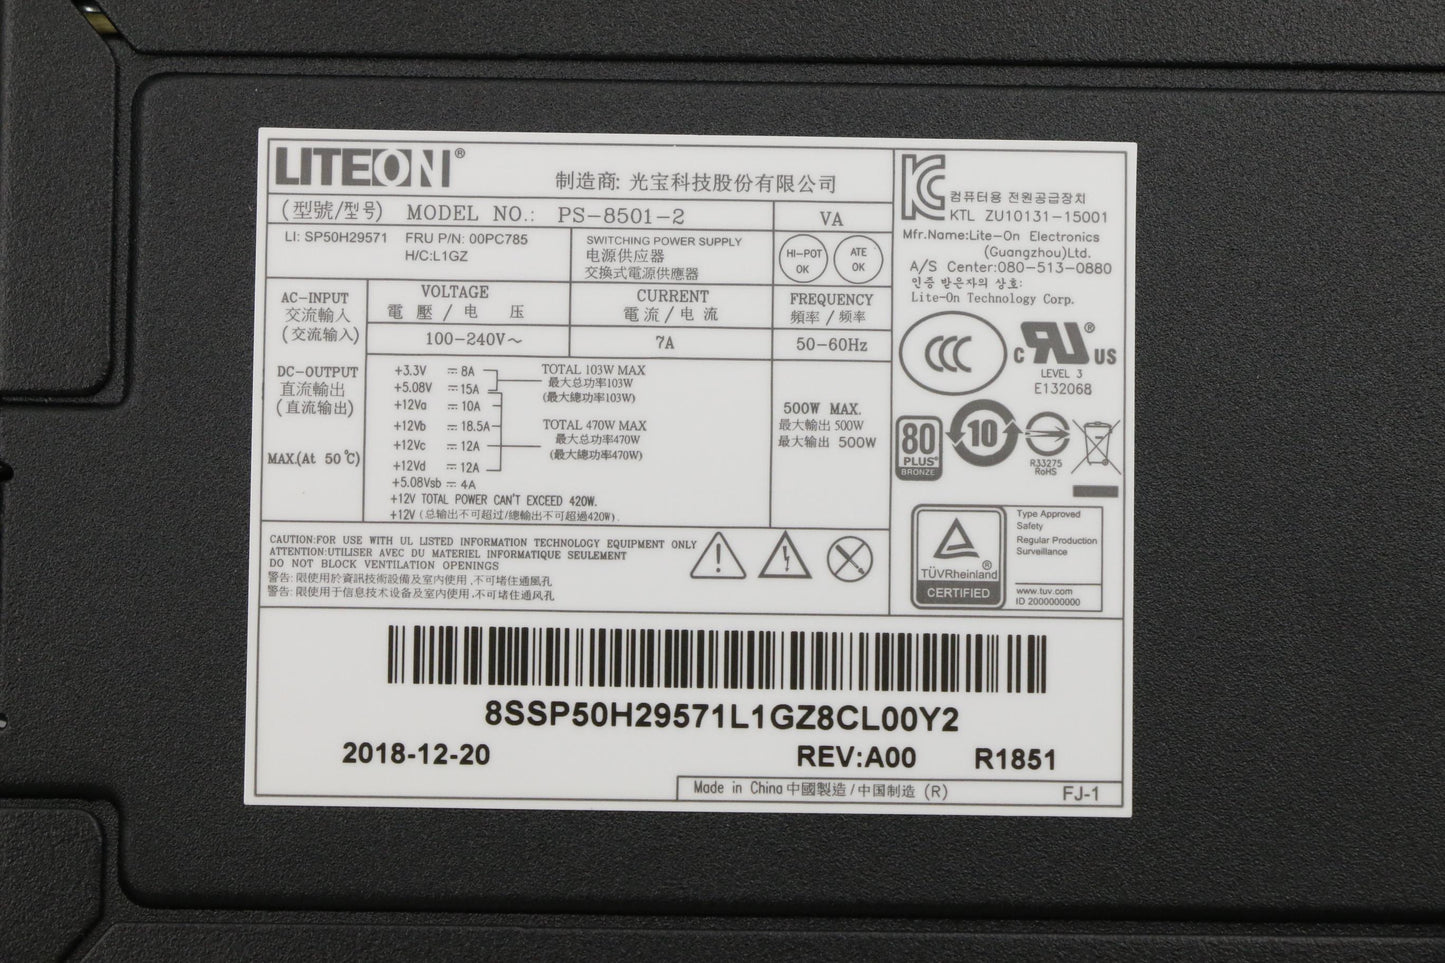 LITEON®
制造商: 光宝科技股份有限公司
(型號/型号) MODEL NO.: PS-8501-2 VA
LI: SP50H29571 FRU P/N: 00PC785
H/C:L1GZ
SWITCHING POWER SUPPLY
电源供应器
交換式電源供應器
HI-POT
OK
ATE
OK
AC-INPUT
交流輸入
(交流输入)
VOLTAGE
電 壓 / 电 压
CURRENT
電流 / 电 流
FREQUENCY
頻率 / 频率
100-240V~ 7A 50-60Hz
DC-OUTPUT
直流輸出
(直流输出)
MAX.(At 50℃)
+3.3V ⎓ 8A
+5.08V ⎓ 15A
+12Va ⎓ 10A
+12Vb ⎓ 18.5A
+12Vc ⎓ 12A
+12Vd ⎓ 12A
+5.08Vsb ⎓ 4A
TOTAL 103W MAX
最大总功率103W
(最大總功率103W)
TOTAL 470W MAX
最大总功率470W
(最大總功率470W)
+12V TOTAL POWER CAN'T EXCEED 420W.
+12V (总输出不可超过/總輸出不可超過420W).
500W MAX.
最大輸出 500W
最大输出 500W
CAUTION:FOR USE WITH UL LISTED INFORMATION TECHNOLOGY EQUIPMENT ONLY
ATTENTION:UTILISER AVEC DU MATERIEL INFORMATIQUE SEULEMENT
DO NOT BLOCK VENTILATION OPENINGS
警告: 限使用於資訊技術設備及室内使用 ,不可堵住通風孔
警告: 限使用于信息技术设备及室内使用 ,不可堵住通风孔
KC
컴퓨터용 전원공급장치
KTL ZU10131-15001
Mfr.Name:Lite-On Electronics
(Guangzhou)Ltd.
A/S Center:080-513-0880
인증 받은자의 상호:
Lite-On Technology Corp.
CCC
c RU ® US
LEVEL 3
E132068
80
PLUS®
BRONZE
10
R33275
RoHS
TÜVRheinland ®
CERTIFIED
Type Approved
Safety
Regular Production
Surveillance
www.tuv.com
ID 2000000000
8SSP50H29571L1GZ8CL00Y2
2018-12-20 REV:A00 R1851
Made in China 中國製造 / 中国制造 (R) FJ-1